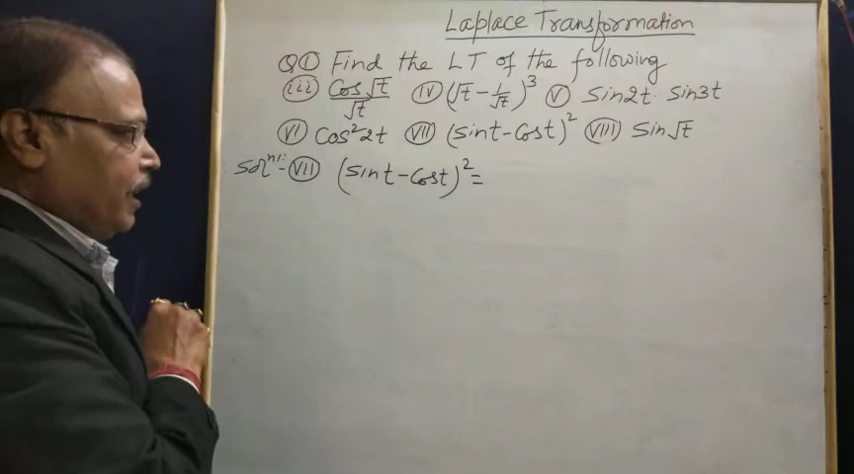 Laplace Transformation
Q① Find the LT of the following
(iii) Cos√t/√t (iv) (√t - 1/√t)³ (v) Sin2t. Sin3t
(vi) Cos²2t (vii) (sint - Cost)² (viii) Sin√t
Solⁿ:- (vii) (sint - Cost)² =